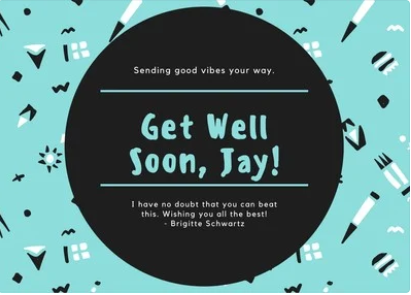 Sending good vibes your way.
Get Well
Soon, Jay!
I have no doubt that you can beat
this. Wishing you all the best!
- Brigitte Schwartz